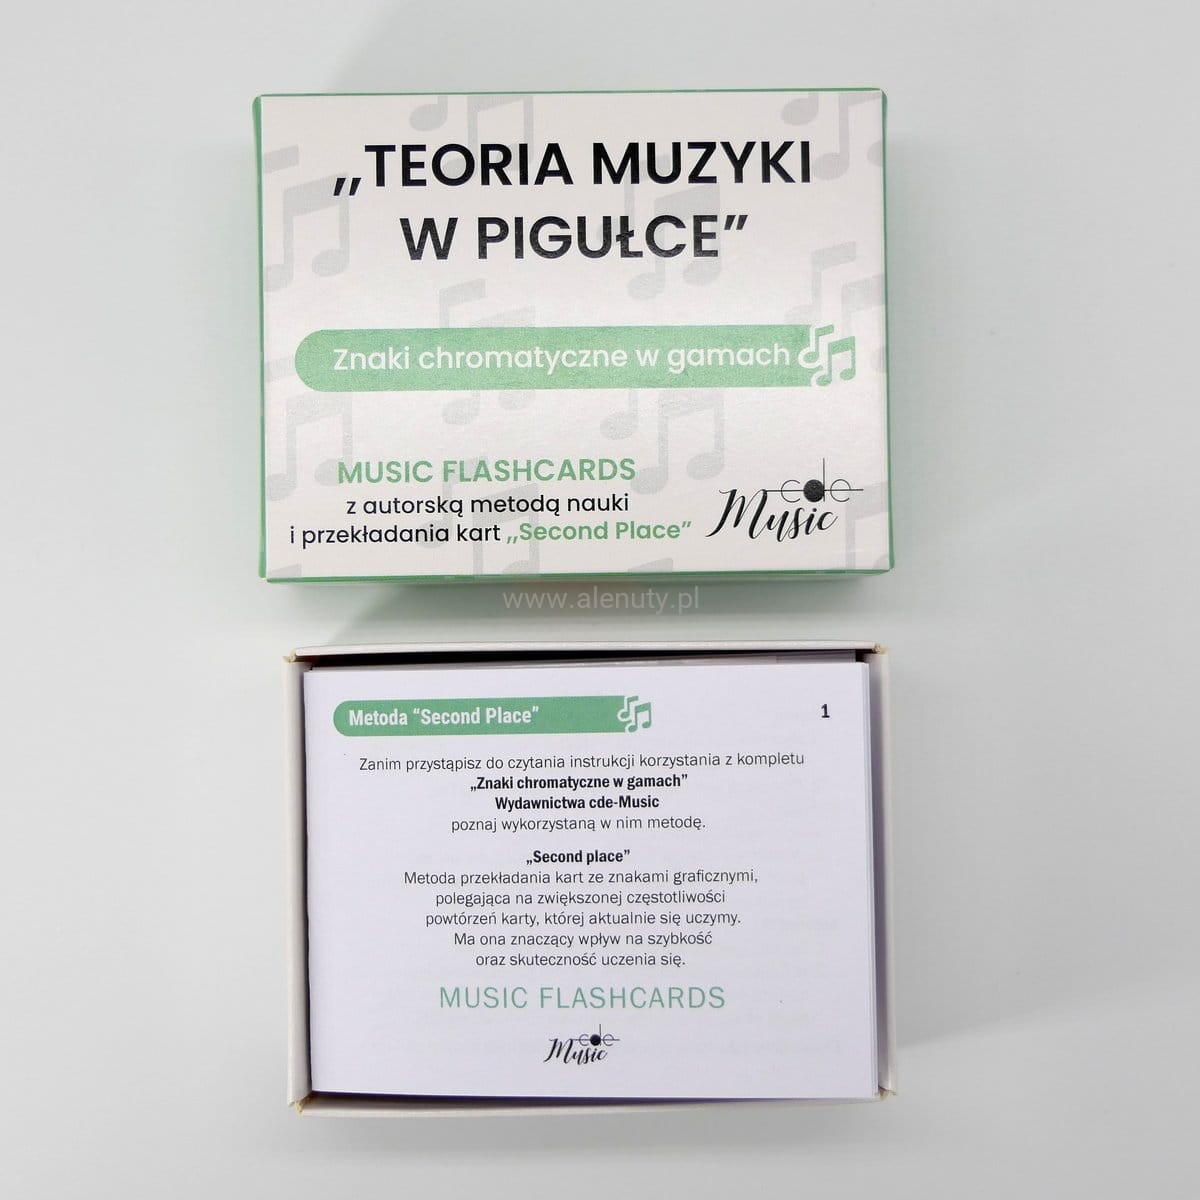 „TEORIA MUZYKI
W PIGUŁCE”
Znaki chromatyczne w gamach
MUSIC FLASHCARDS
z autorską metodą nauki
i przekładania kart „Second Place”
cde
Music
www.alenuty.pl
Metoda “Second Place”
1
Zanim przystąpisz do czytania instrukcji korzystania z kompletu
„Znaki chromatyczne w gamach”
Wydawnictwa cde-Music
poznaj wykorzystaną w nim metodę.
„Second place”
Metoda przekładania kart ze znakami graficznymi,
polegająca na zwiększonej częstotliwości
powtórzeń karty, której aktualnie się uczymy.
Ma ona znaczący wpływ na szybkość
oraz skuteczność uczenia się.
MUSIC FLASHCARDS
cde
Music